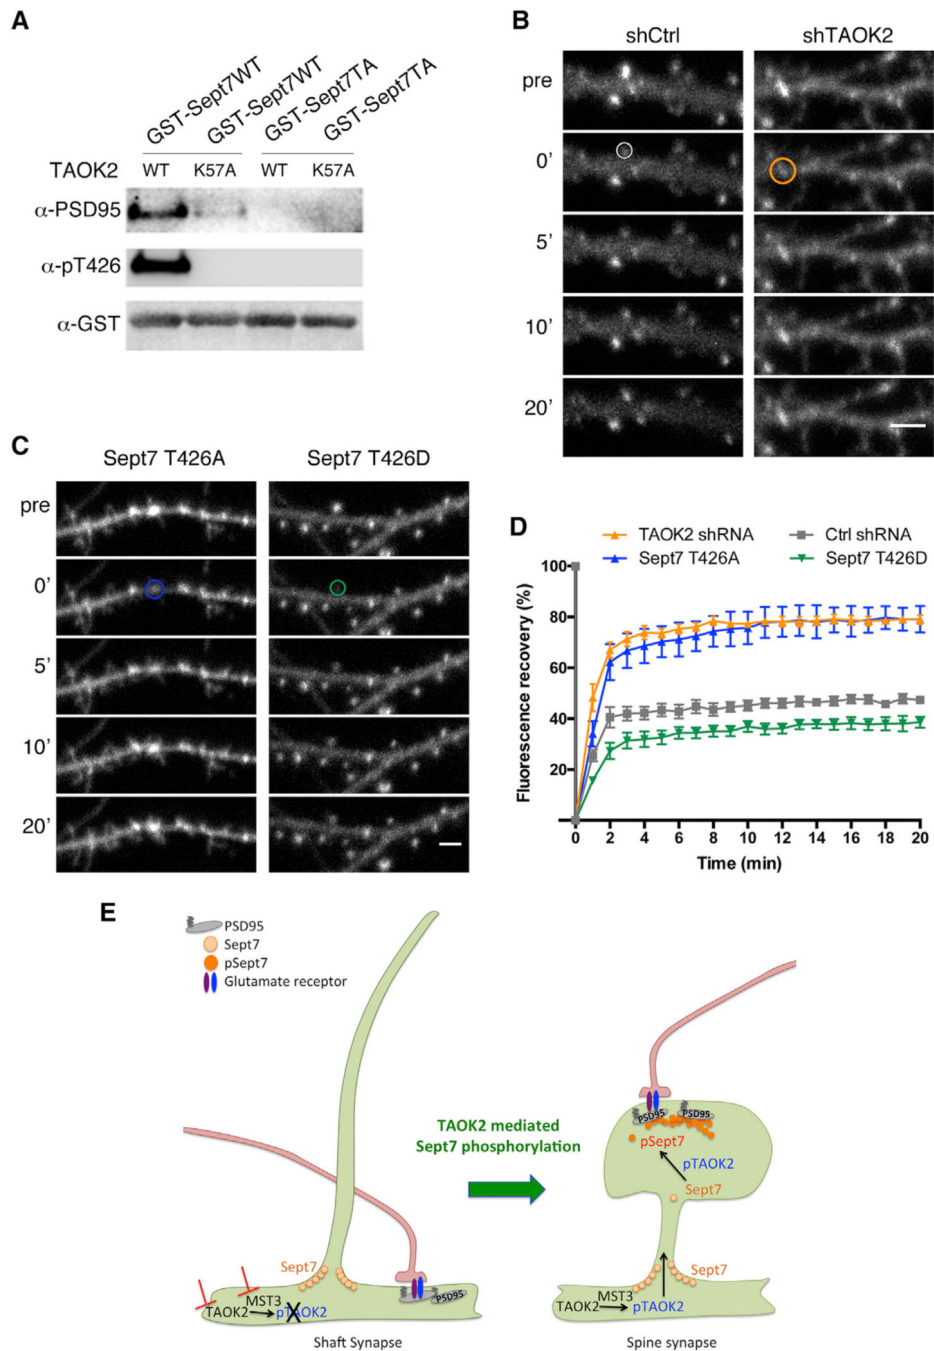 A
GST-Sept7WT
GST-Sept7WT
GST-Sept7TA
GST-Sept7TA
TAOK2 WT K57A WT K57A
α-PSD95
α-pT426
α-GST
B
shCtrl shTAOK2
pre
0’
5’
10’
20’
C
Sept7 T426A Sept7 T426D
pre
0’
5’
10’
20’
D
TAOK2 shRNA Ctrl shRNA
Sept7 T426A Sept7 T426D
Fluorescence recovery (%)
100
80
60
40
20
0 2 4 6 8 10 12 14 16 18 20
Time (min)
E
PSD95
Sept7
pSept7
Glutamate receptor
TAOK2 mediated
Sept7 phosphorylation
Sept7
MST3
TAOK2 pTAOK2
PSD95
Shaft Synapse
PSD95 PSD95
pSept7
pTAOK2
Sept7
Sept7
MST3
TAOK2 pTAOK2
Spine synapse